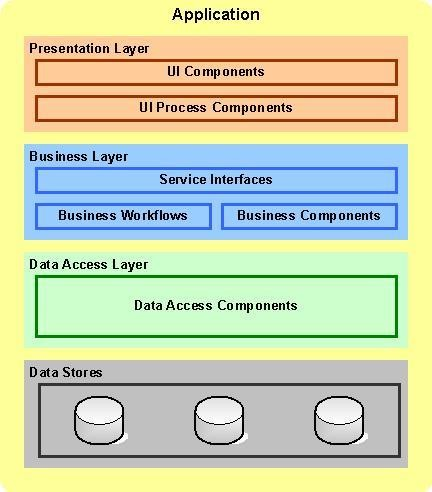 Application
Presentation Layer
UI Components
UI Process Components
Business Layer
Service Interfaces
Business Workflows
Business Components
Data Access Layer
Data Access Components
Data Stores